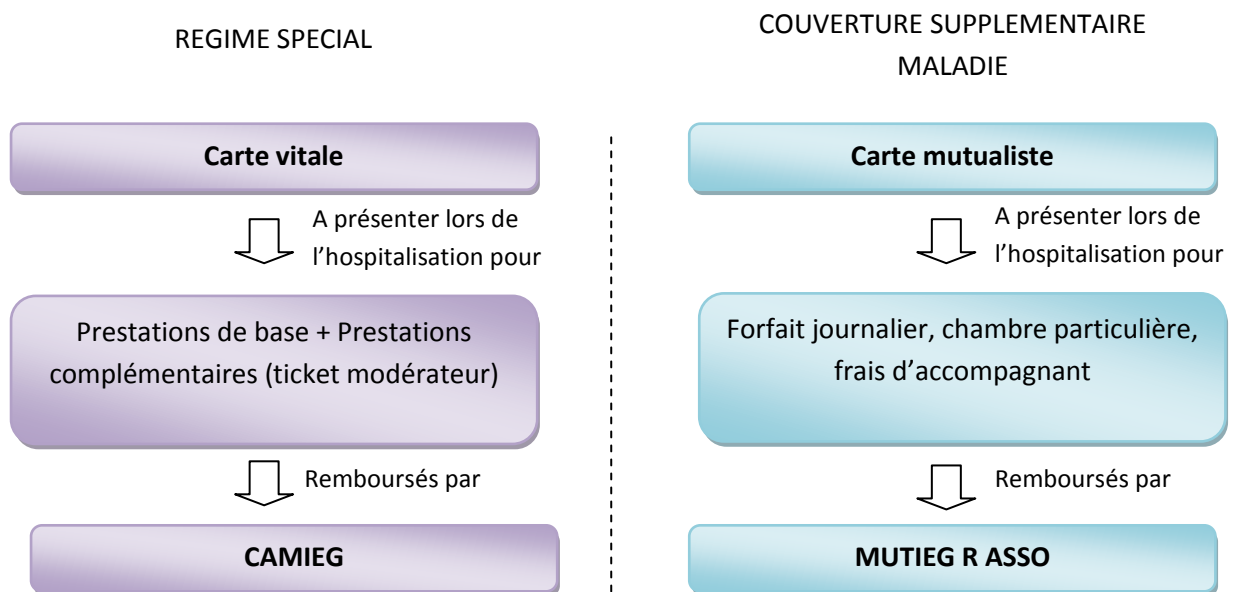 REGIME SPECIAL
Carte vitale
A présenter lors de
l’hospitalisation pour
Prestations de base + Prestations
complémentaires (ticket modérateur)
Remboursés par
CAMIEG
COUVERTURE SUPPLEMENTAIRE
MALADIE
Carte mutualiste
A présenter lors de
l’hospitalisation pour
Forfait journalier, chambre particulière,
frais d’accompagnant
Remboursés par
MUTIEG R ASSO